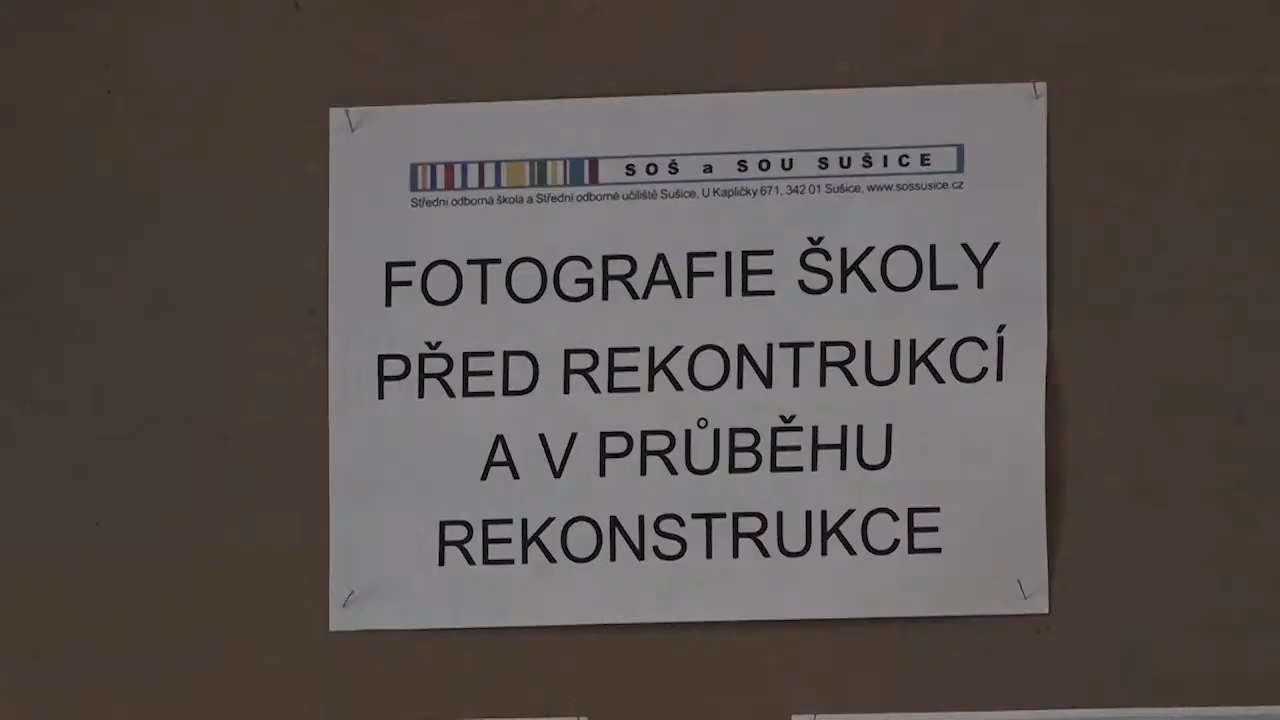 SOŠ a SOU SUŠICE
Střední odborná škola a Střední odborné učiliště Sušice, U Kapličky 671, 342 01 Sušice, www.sossusice.cz
FOTOGRAFIE ŠKOLY
PŘED REKONTRUKCÍ
A V PRŮBĚHU
REKONSTRUKCE